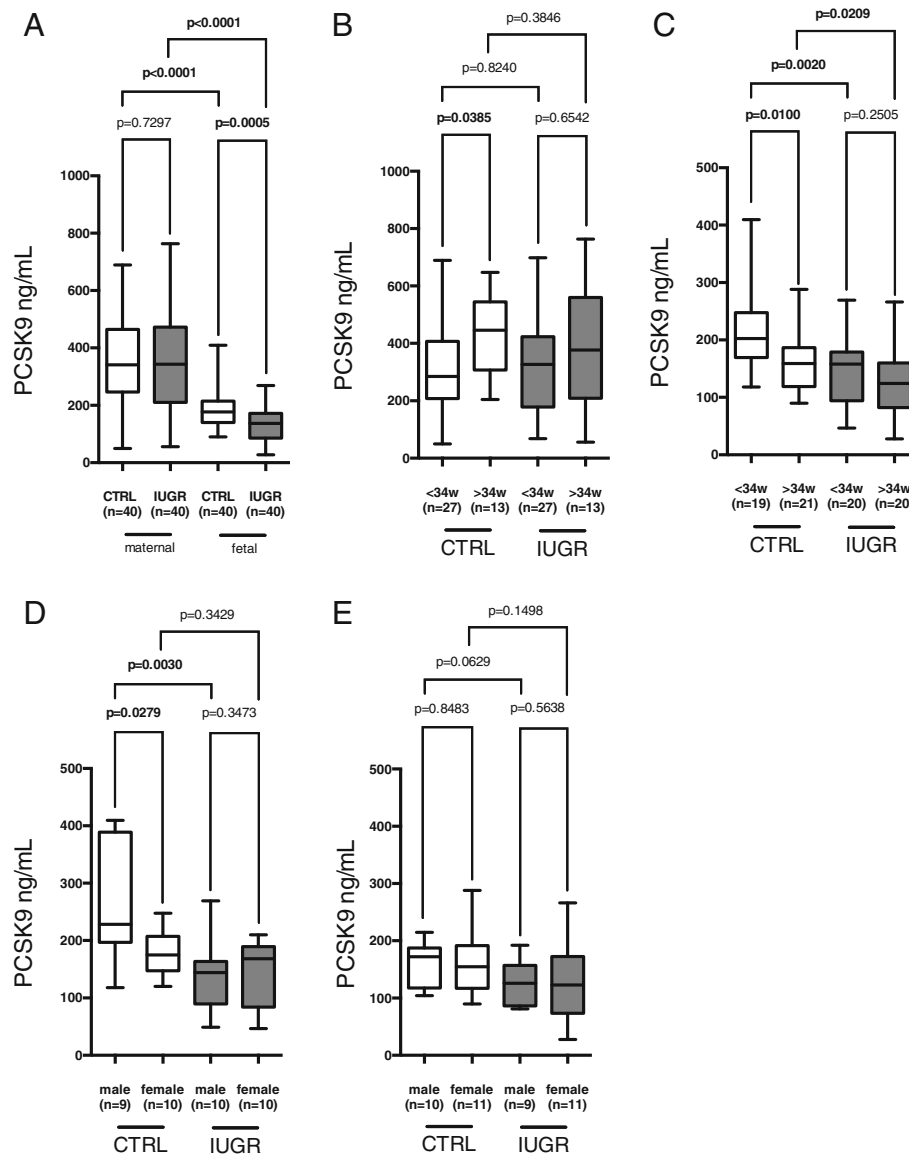 A
p<0.0001
p<0.0001
p=0.7297
p=0.0005
1000
800
600
400
200
0
PCSK9 ng/mL
CTRL IUGR CTRL IUGR
(n=40) (n=40) (n=40) (n=40)
maternal fetal
B
p=0.3846
p=0.8240
p=0.0385
p=0.6542
1000
800
600
400
200
0
PCSK9 ng/mL
<34w >34w <34w >34w
(n=27) (n=13) (n=27) (n=13)
CTRL IUGR
C
p=0.0209
p=0.0020
p=0.0100
p=0.2505
500
400
300
200
100
0
PCSK9 ng/mL
<34w >34w <34w >34w
(n=19) (n=21) (n=20) (n=20)
CTRL IUGR
D
p=0.3429
p=0.0030
p=0.0279
p=0.3473
500
400
300
200
100
0
PCSK9 ng/mL
male female male female
(n=9) (n=10) (n=10) (n=10)
CTRL IUGR
E
p=0.1498
p=0.0629
p=0.8483
p=0.5638
500
400
300
200
100
0
PCSK9 ng/mL
male female male female
(n=10) (n=11) (n=9) (n=11)
CTRL IUGR